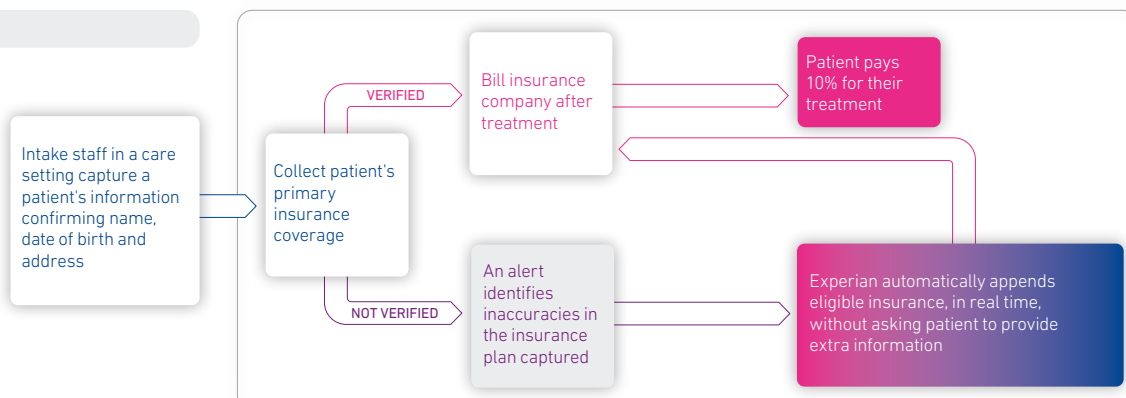 Intake staff in a care
setting capture a
patient's information
confirming name,
date of birth and
address
Collect patient's
primary
insurance
coverage
VERIFIED
Bill insurance
company after
treatment
Patient pays
10% for their
treatment
NOT VERIFIED
An alert
identifies
inaccuracies in
the insurance
plan captured
Experian automatically appends
eligible insurance, in real time,
without asking patient to provide
extra information